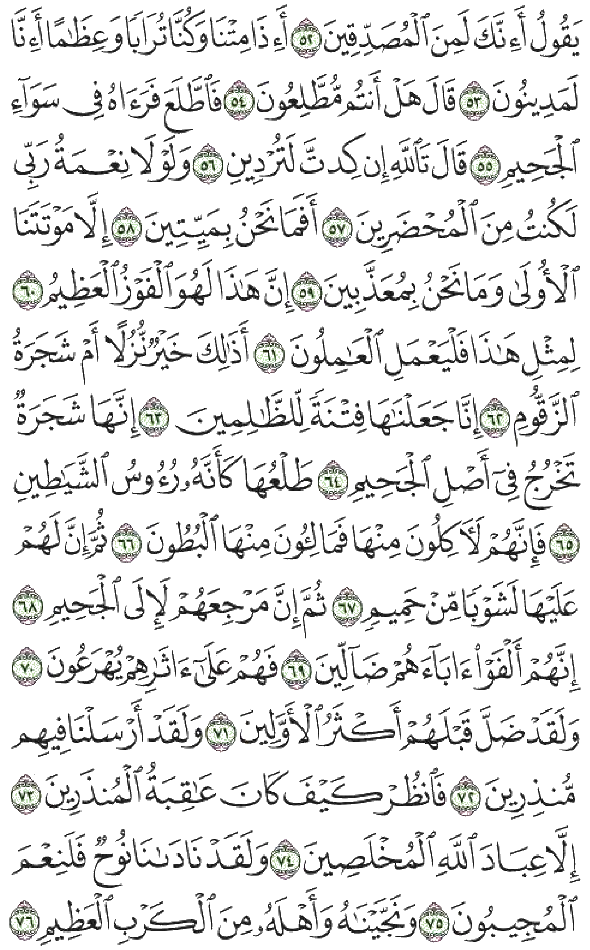 يَقُولُ أَءِنَّكَ لَمِنَ ٱلْمُصَدِّقِينَ ٥٢ أَءِذَا مِتْنَا وَكُنَّا تُرَابًا وَعِظَٰمًا أَءِنَّا
لَمَدِينُونَ ٥٣ قَالَ هَلْ أَنتُم مُّطَّلِعُونَ ٥٤ فَٱطَّلَعَ فَرَءَاهُ فِى سَوَآءِ
ٱلْجَحِيمِ ٥٥ قَالَ تَٱللَّهِ إِن كِدتَّ لَتُرْدِينِ ٥٦ وَلَوْلَا نِعْمَةُ رَبِّى
لَكُنتُ مِنَ ٱلْمُحْضَرِينَ ٥٧ أَفَمَا نَحْنُ بِمَيِّتِينَ ٥٨ إِلَّا مَوْتَتَنَا
ٱلْأُولَىٰ وَمَا نَحْنُ بِمُعَذَّبِينَ ٥٩ إِنَّ هَٰذَا لَهُوَ ٱلْفَوْزُ ٱلْعَظِيمُ ٦٠
لِمِثْلِ هَٰذَا فَلْيَعْمَلِ ٱلْعَٰمِلُونَ ٦١ أَذَٰلِكَ خَيْرٌ نُّزُلًا أَمْ شَجَرَةُ
ٱلزَّقُّومِ ٦٢ إِنَّا جَعَلْنَٰهَا فِتْنَةً لِّلظَّٰلِمِينَ ٦٣ إِنَّهَا شَجَرَةٌ
تَخْرُجُ فِىٓ أَصْلِ ٱلْجَحِيمِ ٦٤ طَلْعُهَا كَأَنَّهُۥ رُءُوسُ ٱلشَّيَٰطِينِ
٦٥ فَإِنَّهُمْ لَـَٔاكِلُونَ مِنْهَا فَمَالِـُٔونَ مِنْهَا ٱلْبُطُونَ ٦٦ ثُمَّ إِنَّ لَهُمْ
عَلَيْهَا لَشَوْبًا مِّنْ حَمِيمٍ ٦٧ ثُمَّ إِنَّ مَرْجِعَهُمْ لَإِلَى ٱلْجَحِيمِ ٦٨
إِنَّهُمْ أَلْفَوْا۟ ءَابَآءَهُمْ ضَآلِّينَ ٦٩ فَهُمْ عَلَىٰٓ ءَاثَٰرِهِمْ يُهْرَعُونَ ٧٠
وَلَقَدْ ضَلَّ قَبْلَهُمْ أَكْثَرُ ٱلْأَوَّلِينَ ٧١ وَلَقَدْ أَرْسَلْنَا فِيهِم
مُّنذِرِينَ ٧٢ فَٱنظُرْ كَيْفَ كَانَ عَٰقِبَةُ ٱلْمُنذَرِينَ ٧٣
إِلَّا عِبَادَ ٱللَّهِ ٱلْمُخْلَصِينَ ٧٤ وَلَقَدْ نَادَىٰنَا نُوحٌ فَلَنِعْمَ
ٱلْمُجِيبُونَ ٧٥ وَنَجَّيْنَٰهُ وَأَهْلَهُۥ مِنَ ٱلْكَرْبِ ٱلْعَظِيمِ ٧٦